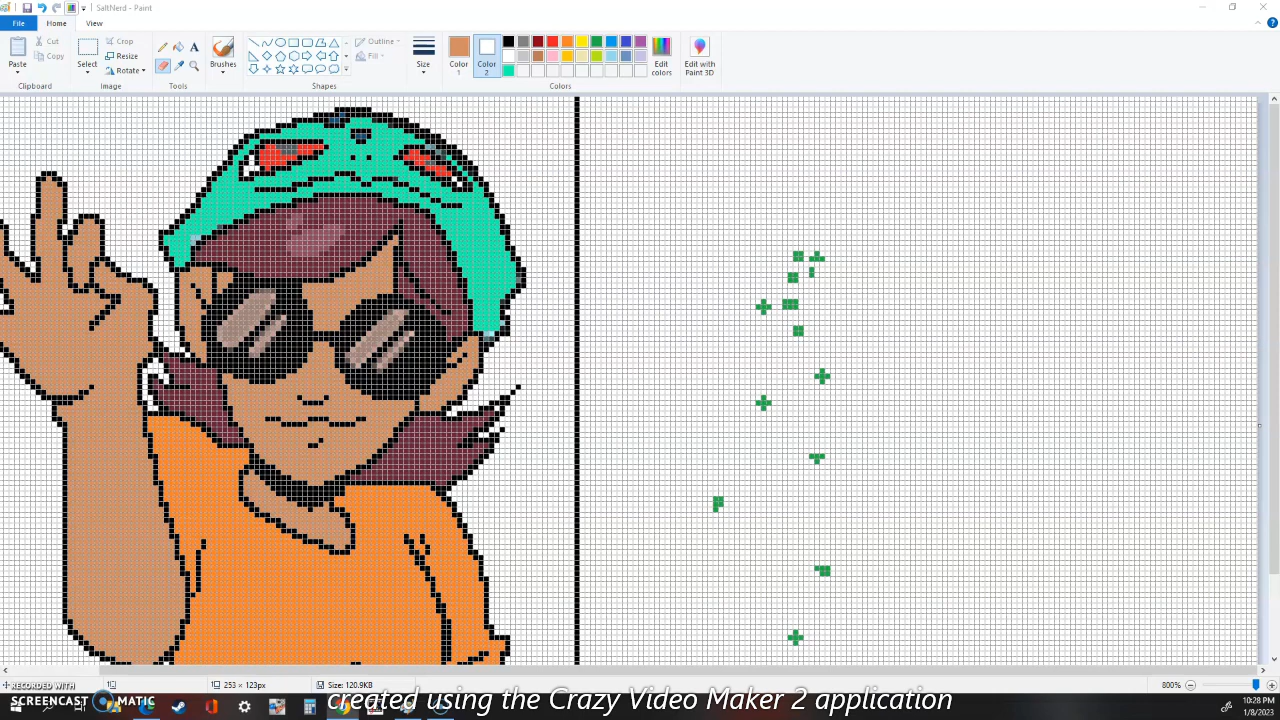 SaltNerd - Paint
File
Home
View
Paste
Cut
Copy
Clipboard
Select
Crop
Resize
Rotate
Image
A
Tools
Brushes
Outline
Fill
Shapes
Size
Color
1
Color
2
Edit
colors
Colors
Edit with
Paint 3D
253 × 123px
Size: 120.9KB
800%
RECORDED WITH
SCREENCAST MATIC
created using the Crazy Video Maker 2 application
10:28 PM
1/8/2023